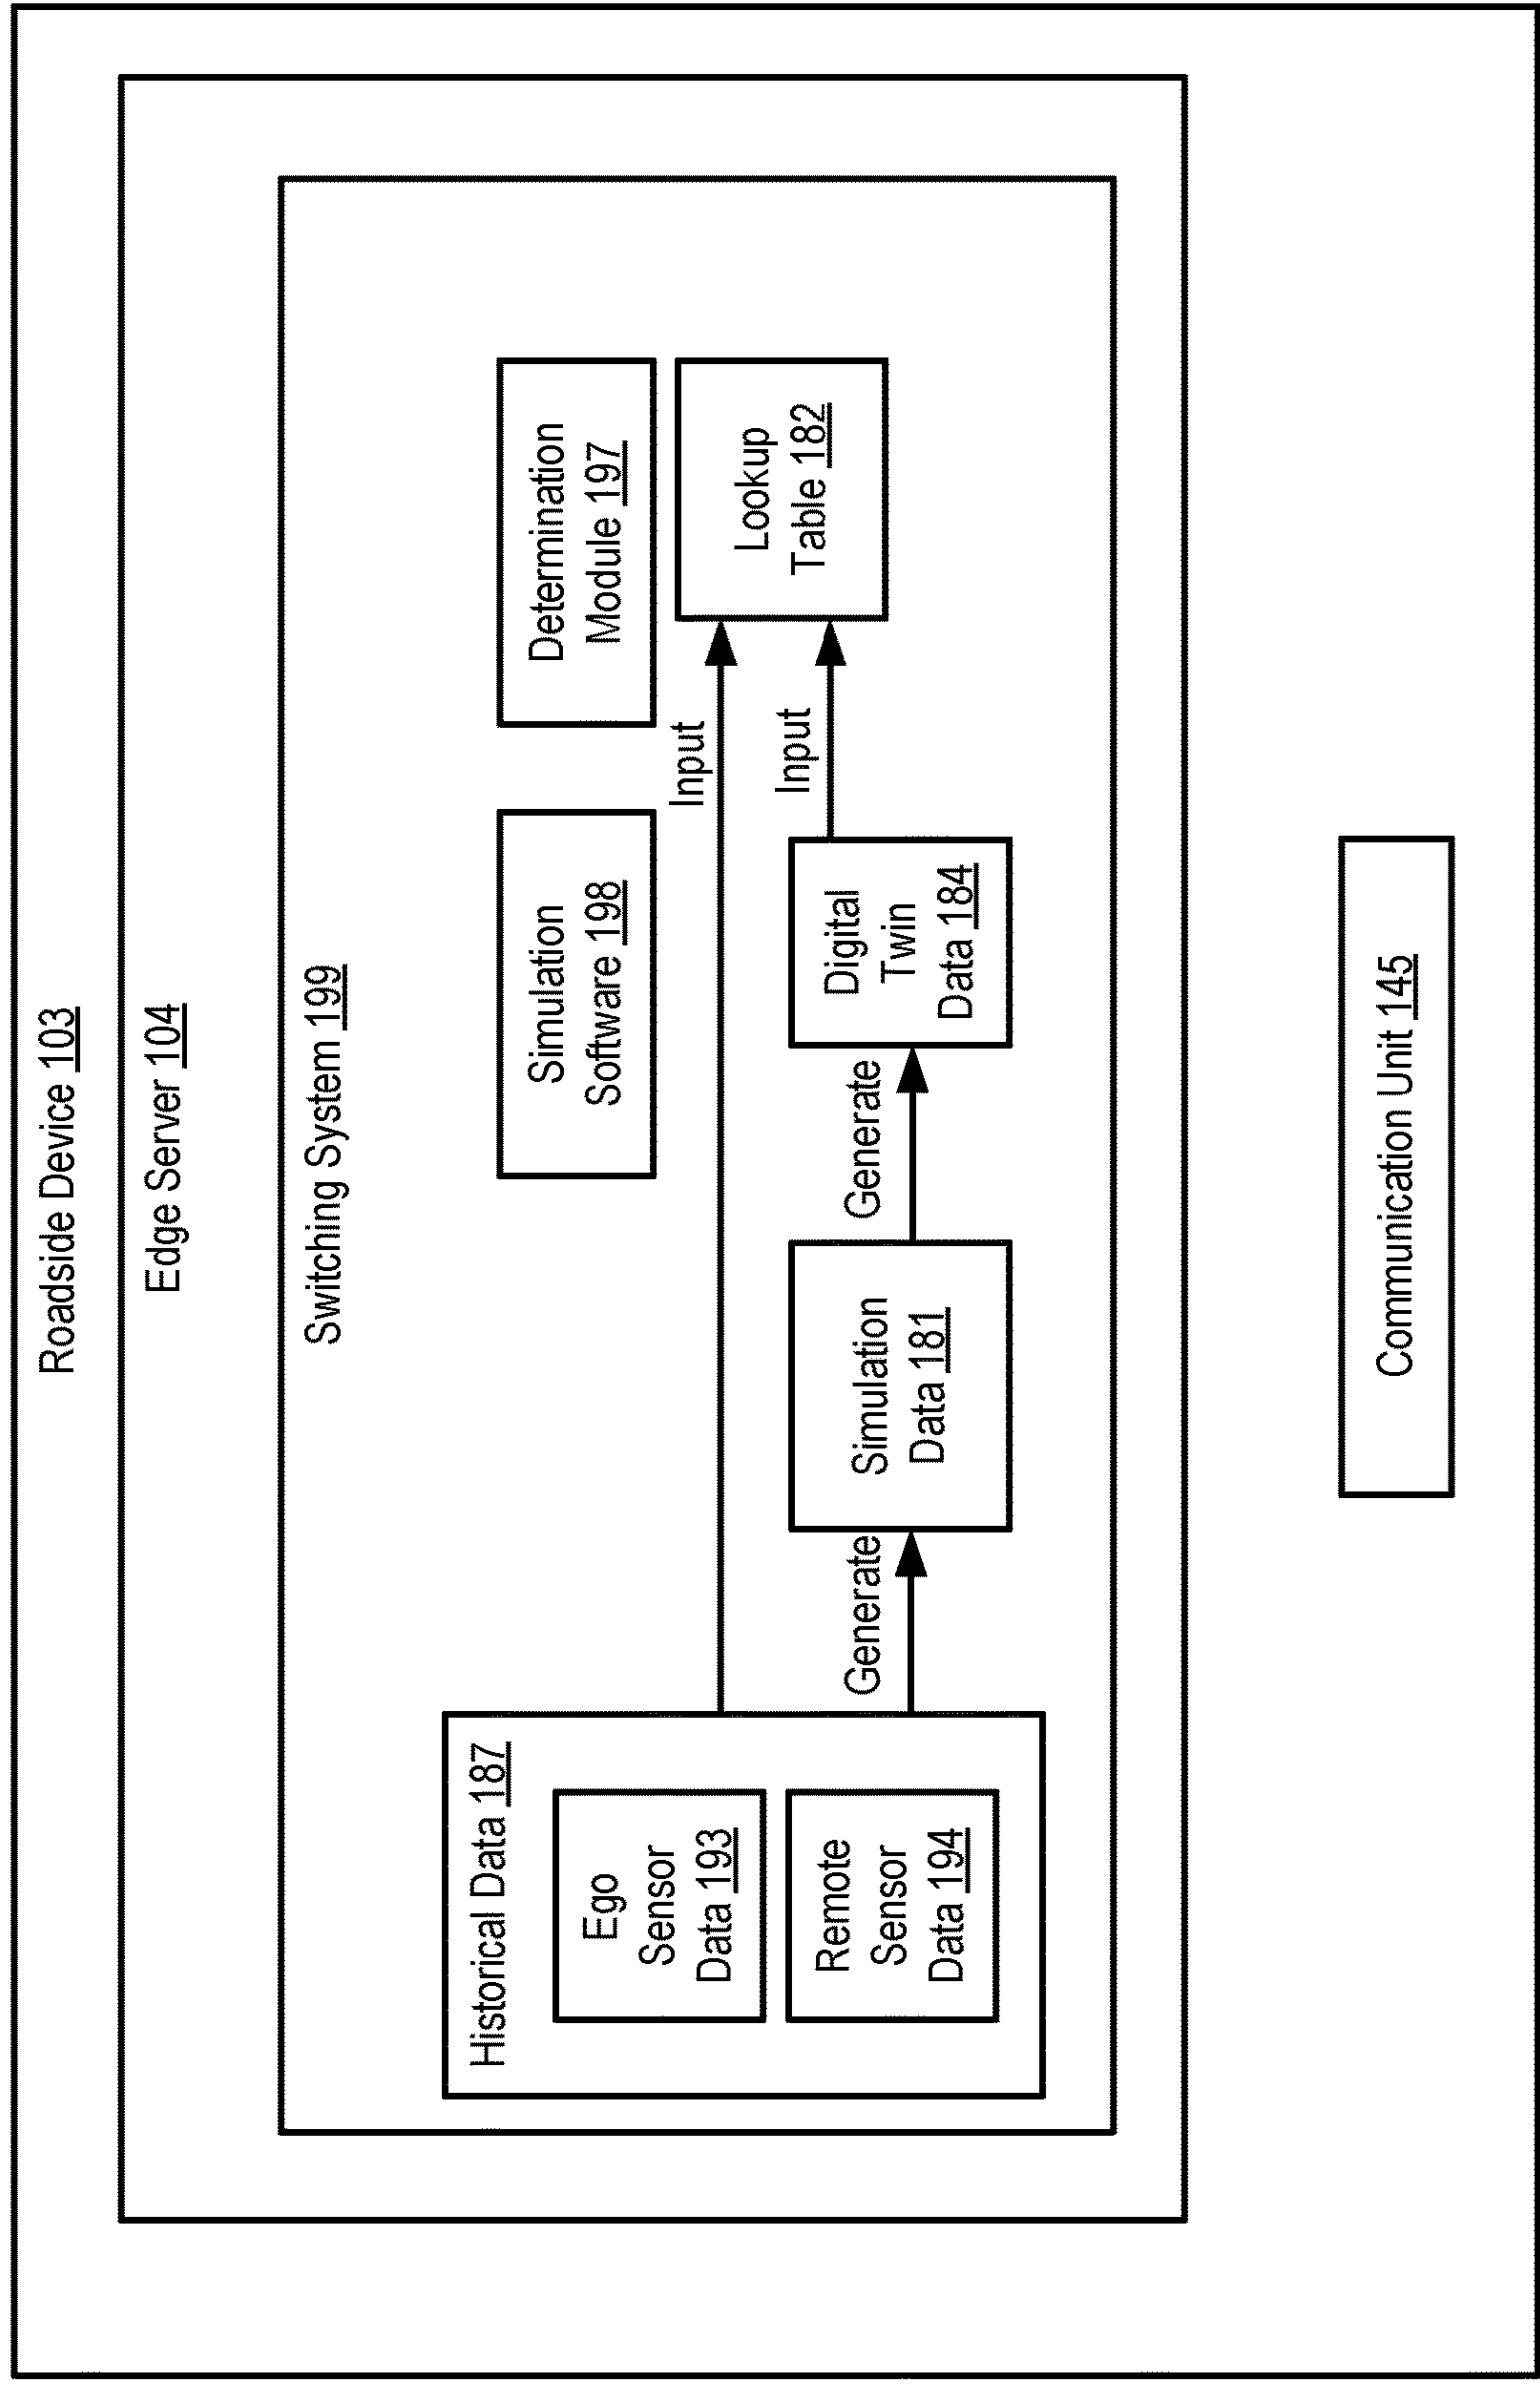 Roadside Device 103
Edge Server 104
Switching System 199
Historical Data 187
Ego
Sensor
Data 193
Remote
Sensor
Data 194
Simulation
Software 198
Determination
Module 197
Input
Lookup
Table 182
Input
Generate
Simulation
Data 181
Generate
Digital
Twin
Data 184
Communication Unit 145